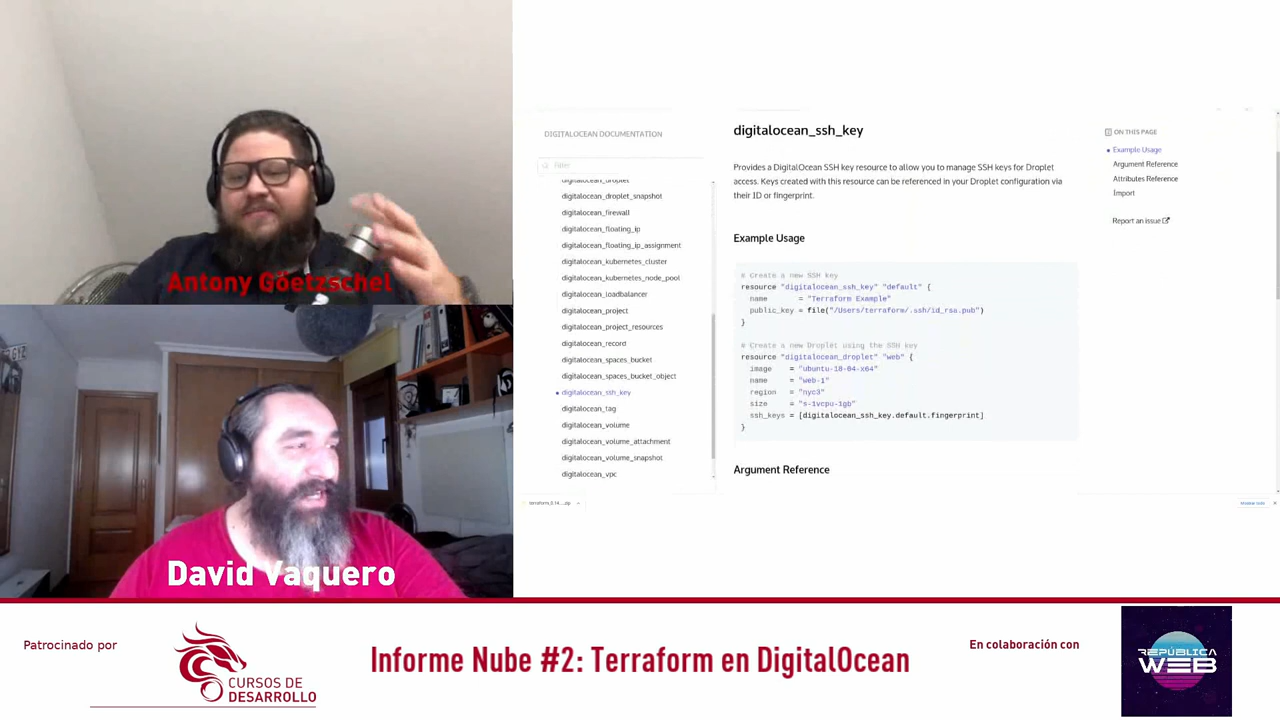 Antony Göetzschel
David Vaquero
DIGITALOCEAN DOCUMENTATION
Filter
digitalocean_droplet
digitalocean_droplet_snapshot
digitalocean_firewall
digitalocean_floating_ip
digitalocean_floating_ip_assignment
digitalocean_kubernetes_cluster
digitalocean_kubernetes_node_pool
digitalocean_loadbalancer
digitalocean_project
digitalocean_project_resources
digitalocean_record
digitalocean_spaces_bucket
digitalocean_spaces_bucket_object
digitalocean_ssh_key
digitalocean_tag
digitalocean_volume
digitalocean_volume_attachment
digitalocean_volume_snapshot
digitalocean_vpc
digitalocean_ssh_key
Provides a DigitalOcean SSH key resource to allow you to manage SSH keys for Droplet
access. Keys created with this resource can be referenced in your Droplet configuration via
their ID or fingerprint.
Example Usage
# Create a new SSH key
resource "digitalocean_ssh_key" "default" {
name = "Terraform Example"
public_key = file("/Users/terraform/.ssh/id_rsa.pub")
}
# Create a new Droplet using the SSH key
resource "digitalocean_droplet" "web" {
image = "ubuntu-18-04-x64"
name = "web-1"
region = "nyc3"
size = "s-1vcpu-1gb"
ssh_keys = [digitalocean_ssh_key.default.fingerprint]
}
Argument Reference
ON THIS PAGE
Example Usage
Argument Reference
Attributes Reference
Import
Report an issue
terraform_0.14....zip
Patrocinado por
CURSOS DE
DESARROLLO
Informe Nube #2: Terraform en DigitalOcean
En colaboración con
REPÚBLICA
WEB